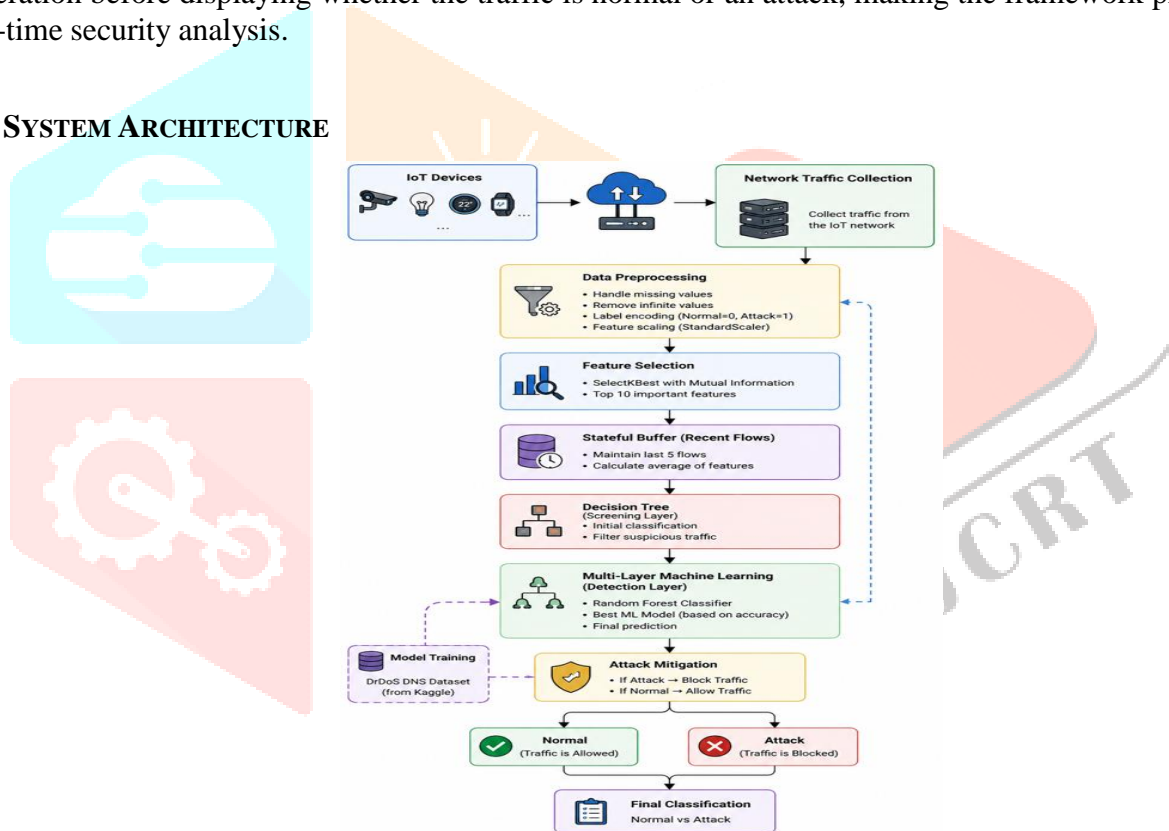 eration before displaying whether the traffic is normal or an attack, making the framework p
-time security analysis.
SYSTEM ARCHITECTURE
IoT Devices
22°
...
...
Network Traffic Collection
Collect traffic from
the IoT network
Data Preprocessing
• Handle missing values
• Remove infinite values
• Label encoding (Normal=0, Attack=1)
• Feature scaling (StandardScaler)
Feature Selection
• SelectKBest with Mutual Information
• Top 10 important features
Stateful Buffer (Recent Flows)
• Maintain last 5 flows
• Calculate average of features
Decision Tree
(Screening Layer)
• Initial classification
• Filter suspicious traffic
Multi-Layer Machine Learning
(Detection Layer)
• Random Forest Classifier
• Best ML Model (based on accuracy)
• Final prediction
Model Training
DrDoS DNS Dataset
(from Kaggle)
Attack Mitigation
• If Attack → Block Traffic
• If Normal → Allow Traffic
Normal
(Traffic is Allowed)
Attack
(Traffic is Blocked)
Final Classification
Normal vs Attack
CRT